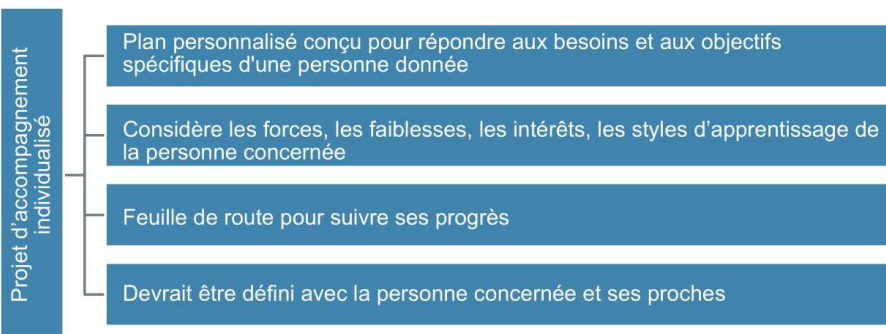 Projet d’accompagnement
individualisé
Plan personnalisé conçu pour répondre aux besoins et aux objectifs
spécifiques d'une personne donnée
Considère les forces, les faiblesses, les intérêts, les styles d’apprentissage de
la personne concernée
Feuille de route pour suivre ses progrès
Devrait être défini avec la personne concernée et ses proches